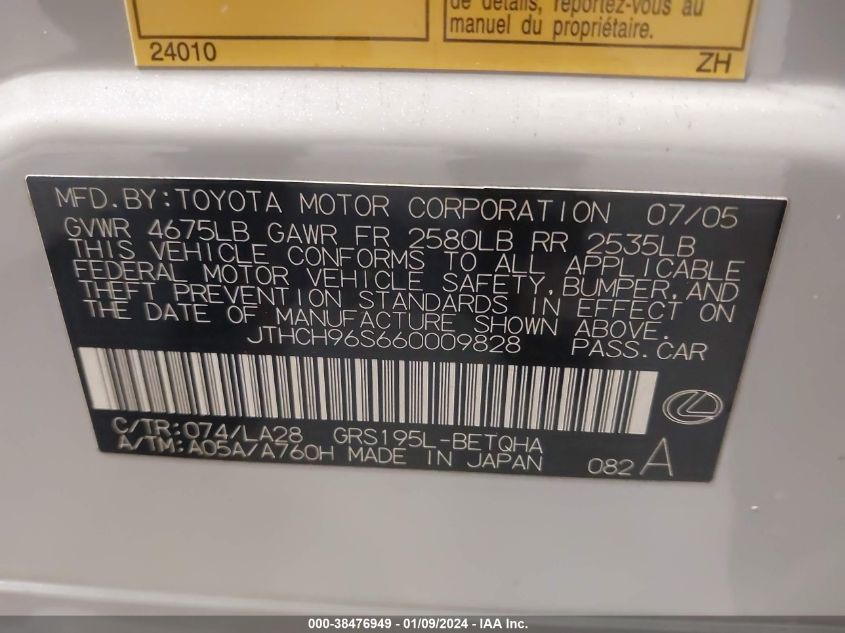 de détails, reportez-vous au
manuel du propriétaire.
24010 ZH
MFD. BY: TOYOTA MOTOR CORPORATION 07/05
GVWR 4675LB GAWR FR 2580LB RR 2535LB
THIS VEHICLE CONFORMS TO ALL APPLICABLE
FEDERAL MOTOR VEHICLE SAFETY, BUMPER, AND
THEFT PREVENTION STANDARDS IN EFFECT ON
THE DATE OF MANUFACTURE SHOWN ABOVE.
JTHCH96S660009828 PASS. CAR
C/TR: 074/LA28 GRS195L-BETQHA
A/TM: A05A/A760H MADE IN JAPAN 082 A
000-38476949 - 01/09/2024 - IAA Inc.